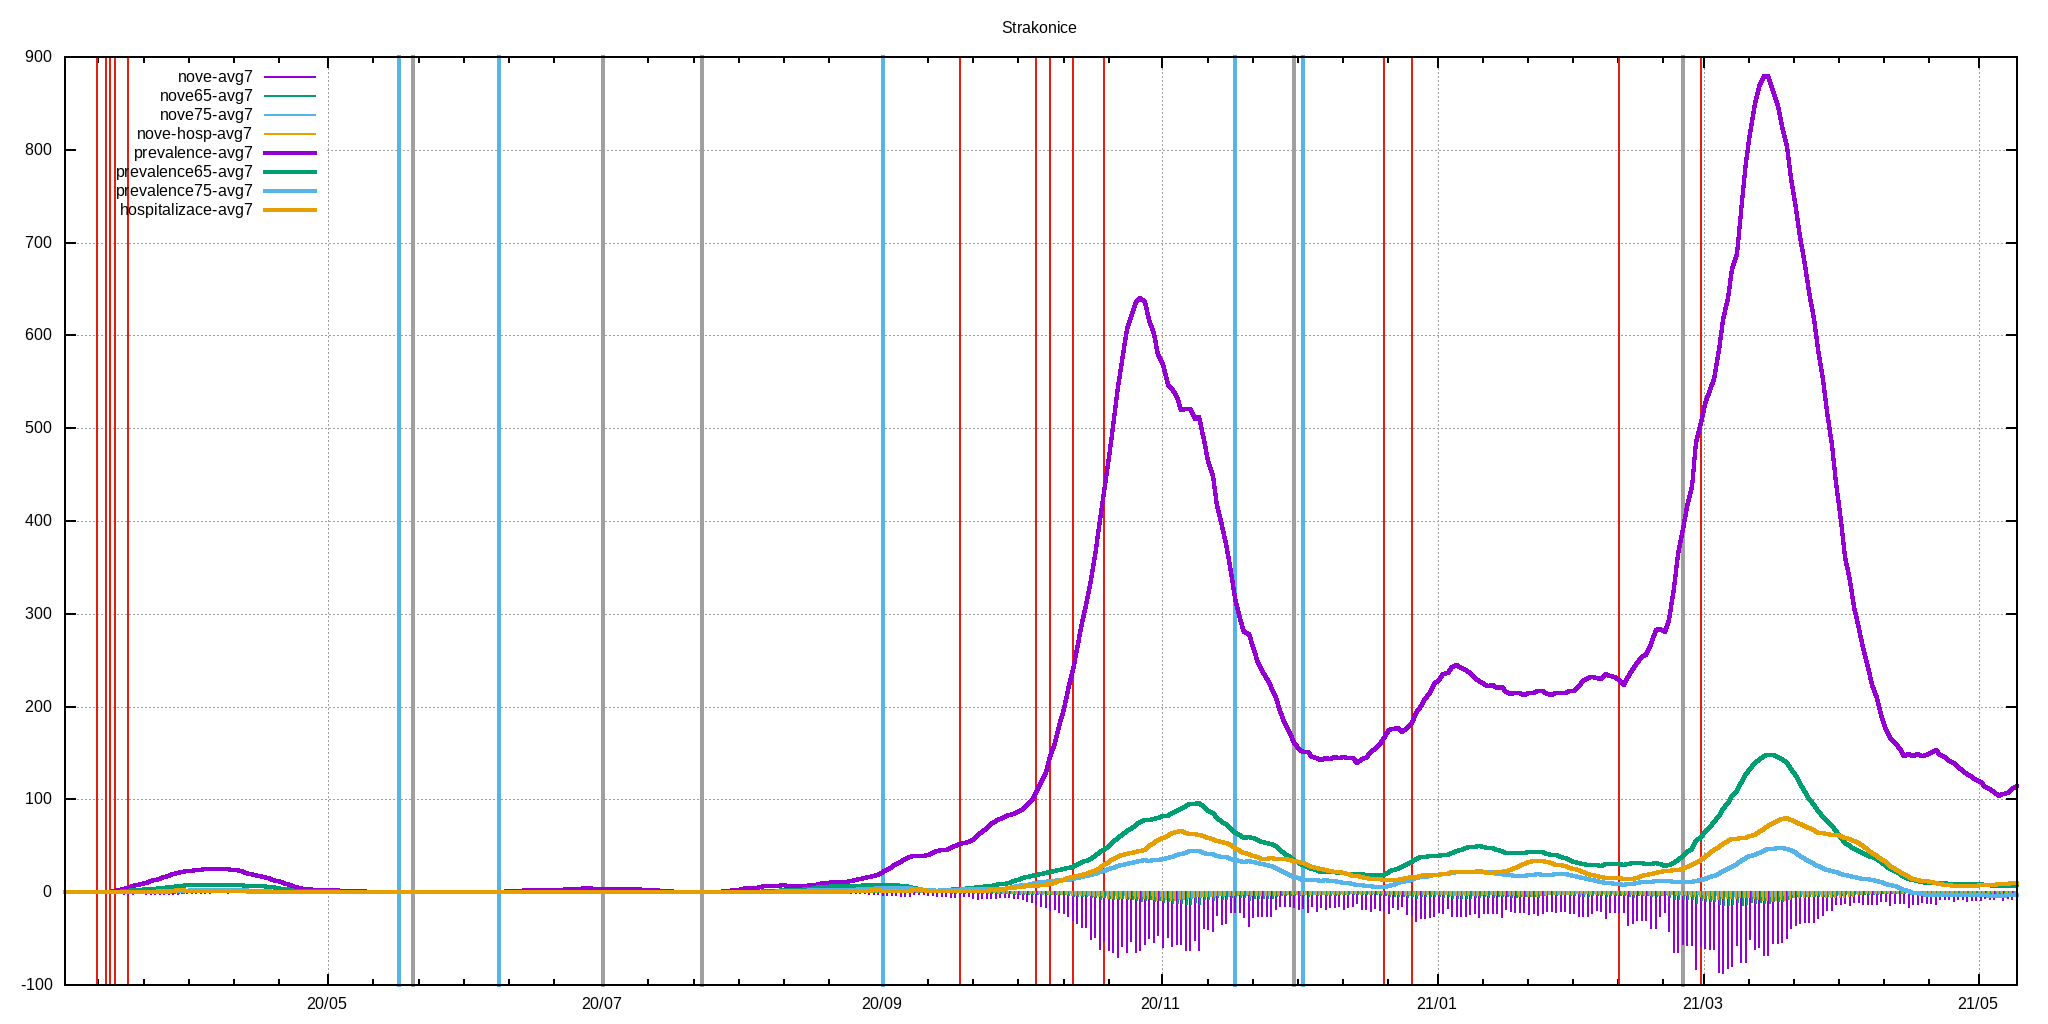 Strakonice
900
800
700
600
500
400
300
200
100
0
-100
nove-avg7
nove65-avg7
nove75-avg7
nove-hosp-avg7
prevalence-avg7
prevalence65-avg7
prevalence75-avg7
hospitalizace-avg7
20/05 20/07 20/09 20/11 21/01 21/03 21/05